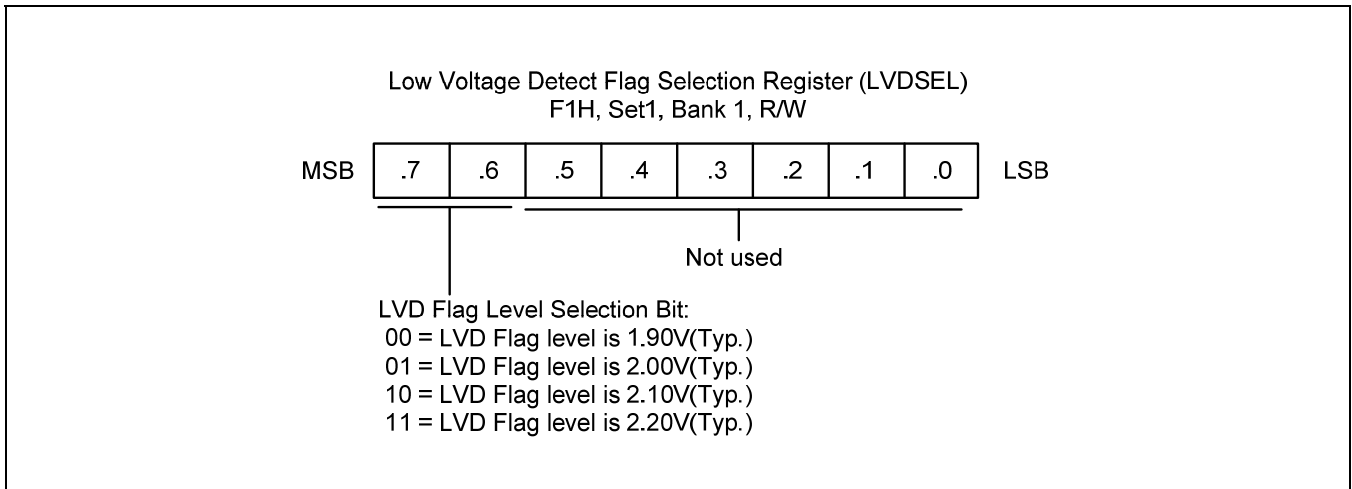 Low Voltage Detect Flag Selection Register (LVDSEL)
F1H, Set1, Bank 1, R/W
MSB .7 .6 .5 .4 .3 .2 .1 .0 LSB
Not used
LVD Flag Level Selection Bit:
00 = LVD Flag level is 1.90V(Typ.)
01 = LVD Flag level is 2.00V(Typ.)
10 = LVD Flag level is 2.10V(Typ.)
11 = LVD Flag level is 2.20V(Typ.)